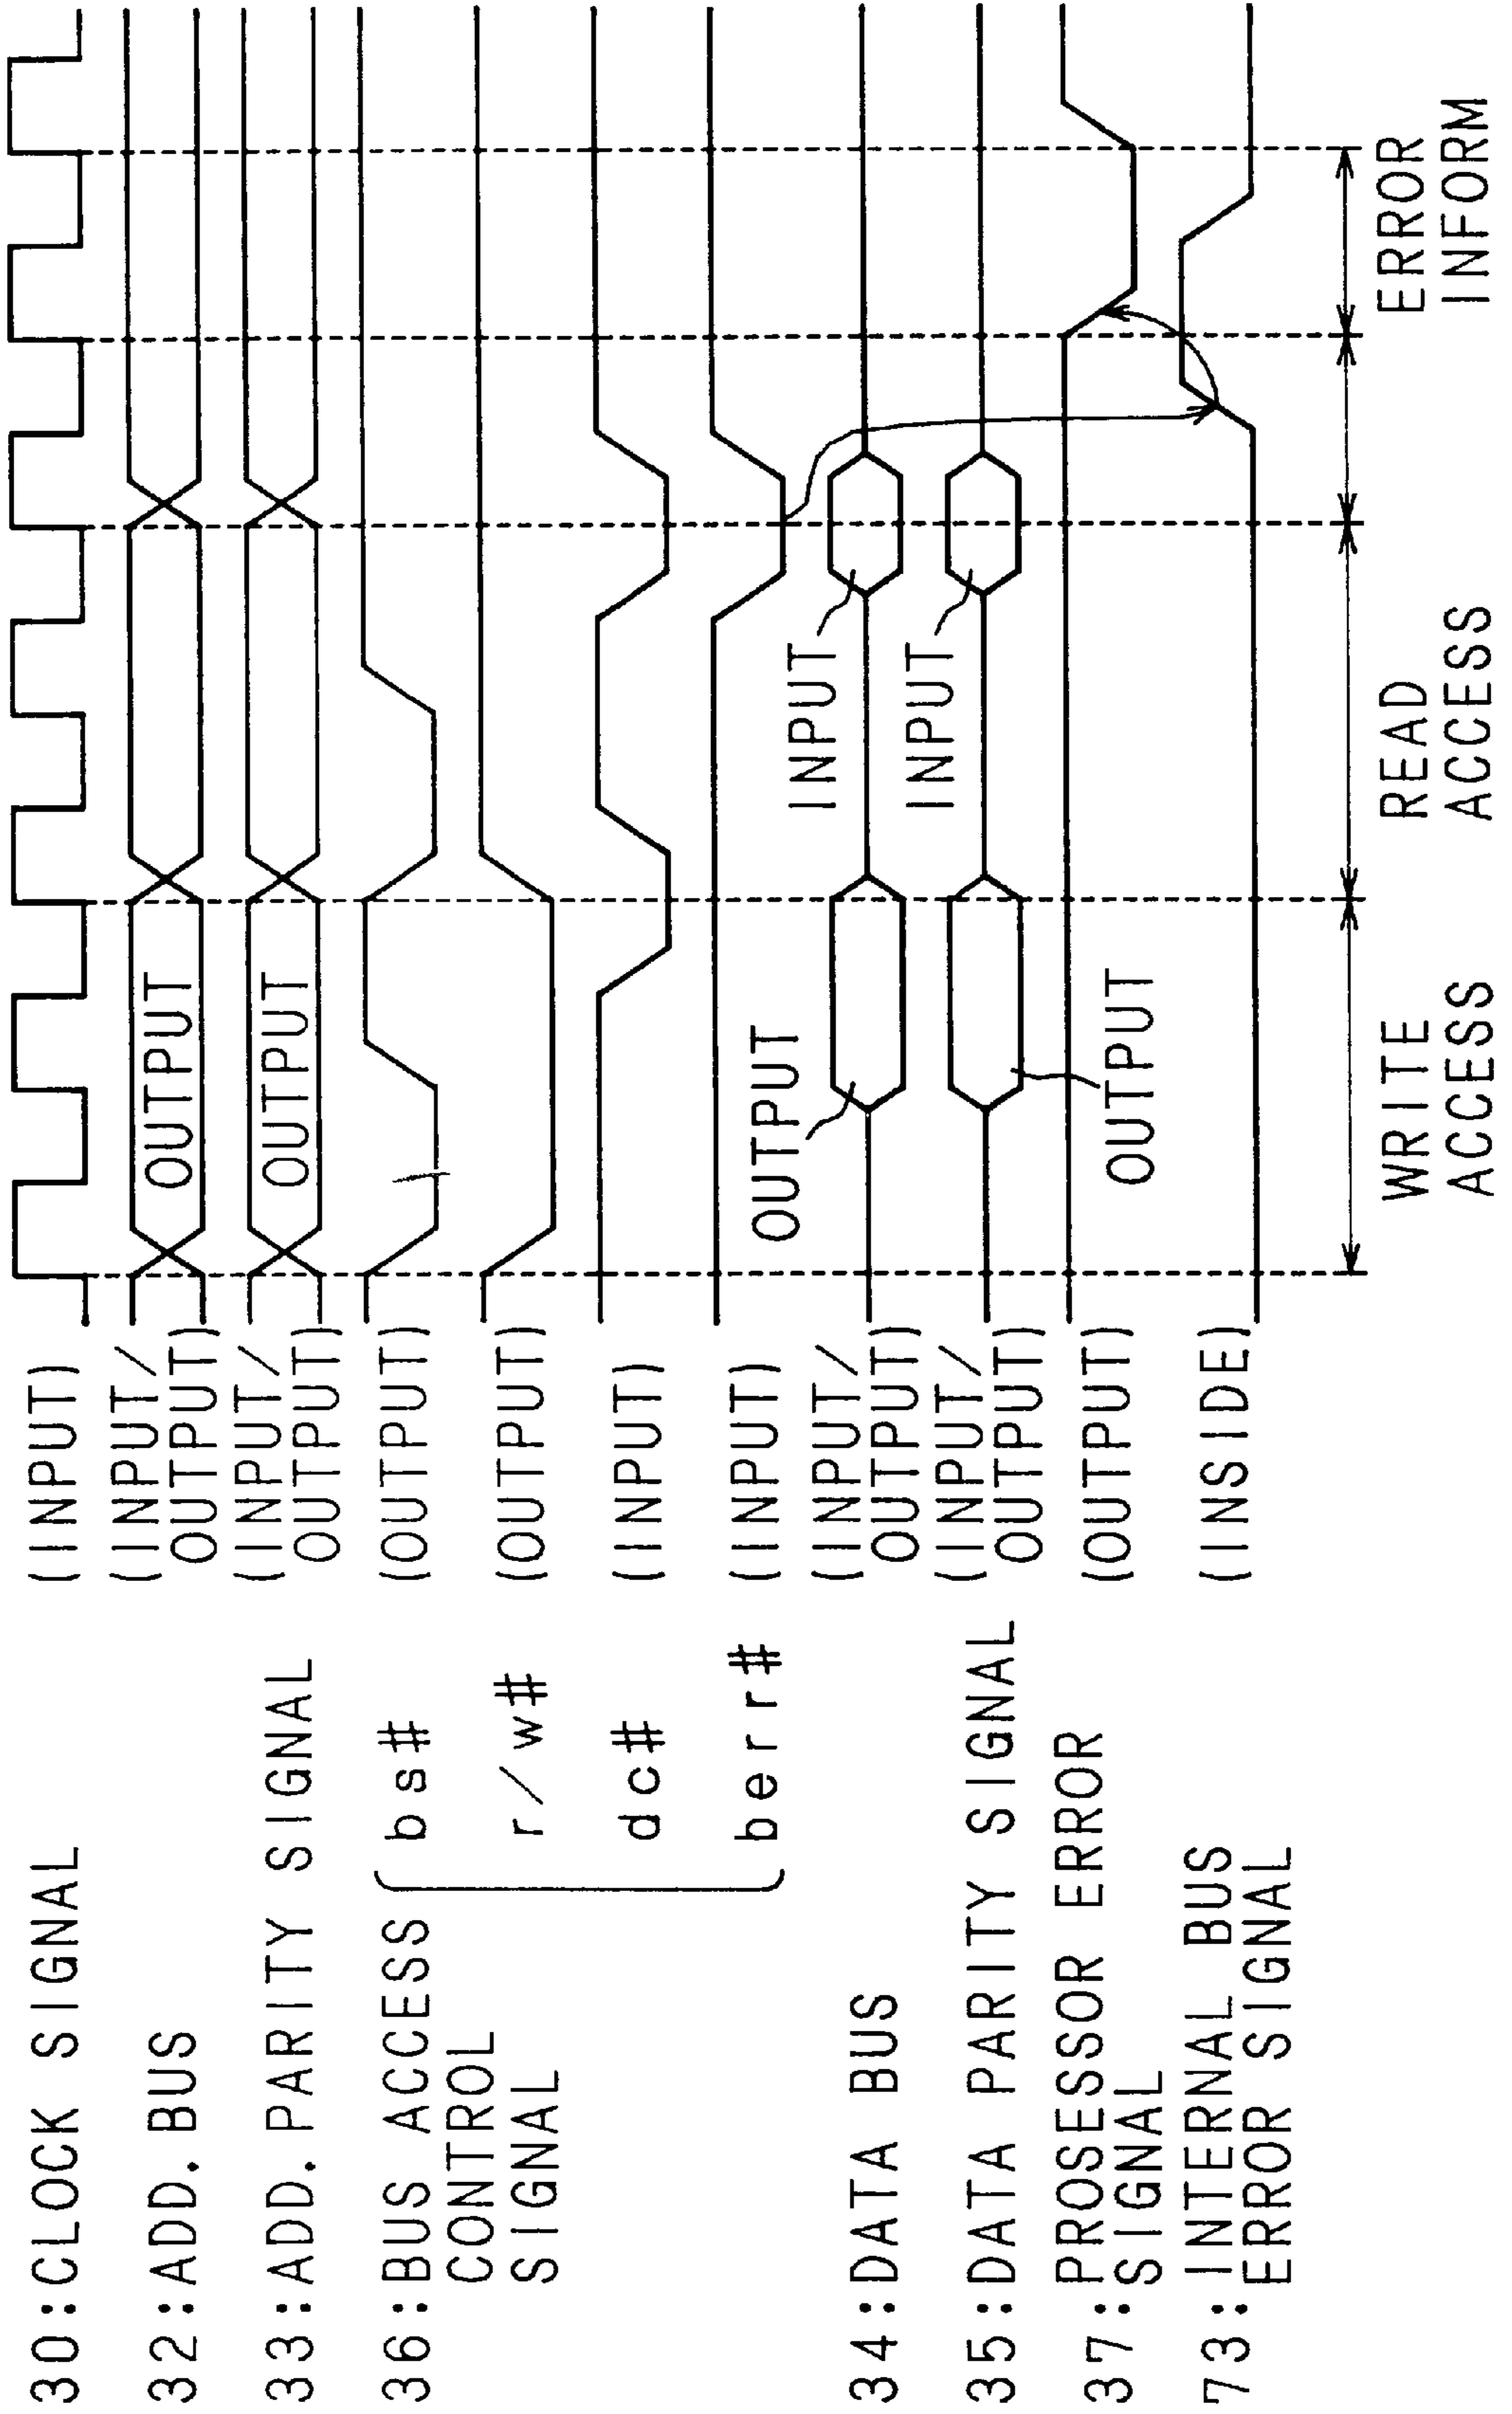 30:CLOCK SIGNAL (INPUT)
32:ADD. BUS (INPUT/
OUTPUT)
OUTPUT
33:ADD. PARITY SIGNAL (INPUT/
OUTPUT)
OUTPUT
36:BUS ACCESS
CONTROL
SIGNAL
bs# (OUTPUT)
r/w# (OUTPUT)
dc# (INPUT)
berr# (INPUT)
34:DATA BUS (INPUT/
OUTPUT)
OUTPUT
INPUT
35:DATA PARITY SIGNAL (INPUT/
OUTPUT)
OUTPUT
INPUT
37:PROSESSOR ERROR
SIGNAL
(OUTPUT)
73:INTERNAL BUS
ERROR SIGNAL
(INSIDE)
WRITE
ACCESS
READ
ACCESS
ERROR
INFORM